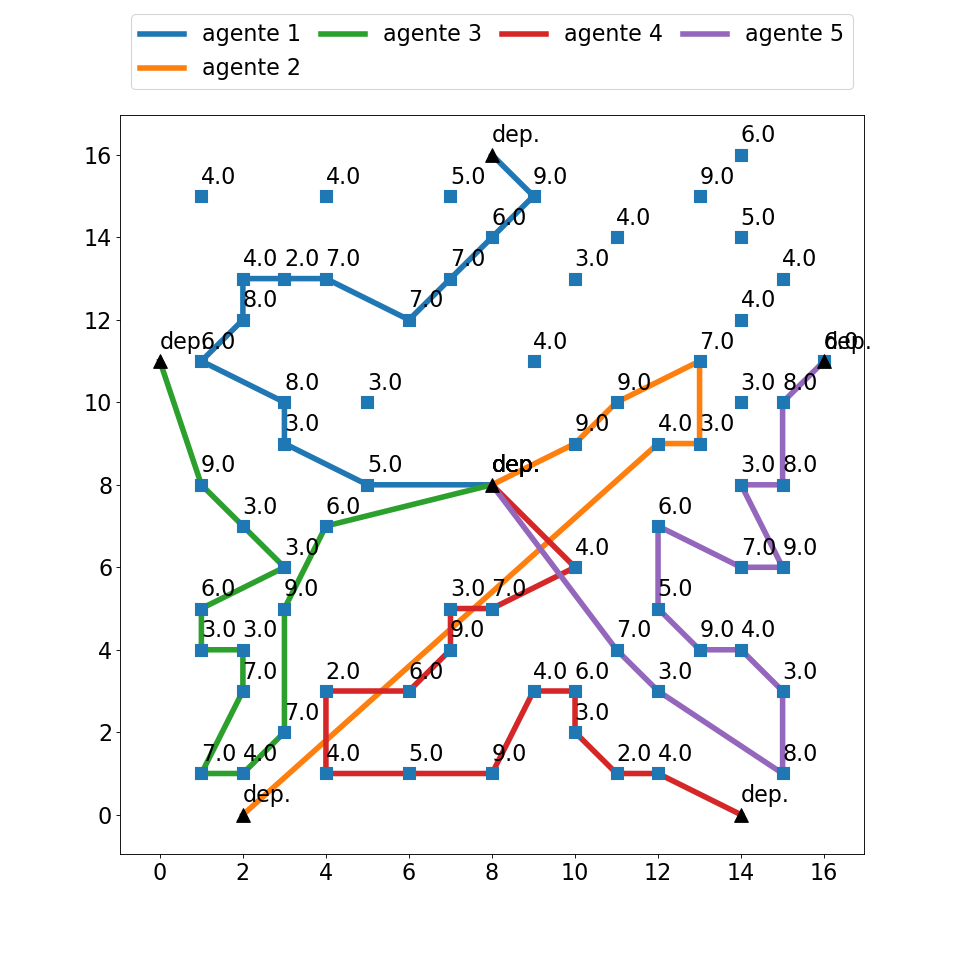 agente 1 agente 3 agente 4 agente 5
agente 2
dep. 6.0
16
4.0 4.0 5.0 9.0 9.0
6.0 4.0 5.0
14
4.0 2.0 7.0 7.0 3.0 4.0
8.0 7.0 4.0
12
dep. 6.0 4.0 7.0 6.0 dep.
8.0 3.0 9.0 3.0 8.0
10
3.0 9.0 4.0 3.0
9.0 5.0 dep. 3.0 8.0
8
3.0 6.0 6.0
3.0 4.0 7.0 9.0
6
6.0 9.0 3.0 7.0 5.0
3.0 3.0 9.0 7.0 9.0 4.0
4
7.0 2.0 6.0 4.0 6.0 3.0 3.0
7.0 3.0
2
7.0 4.0 4.0 5.0 9.0 2.0 4.0 8.0
dep. dep.
0
0 2 4 6 8 10 12 14 16